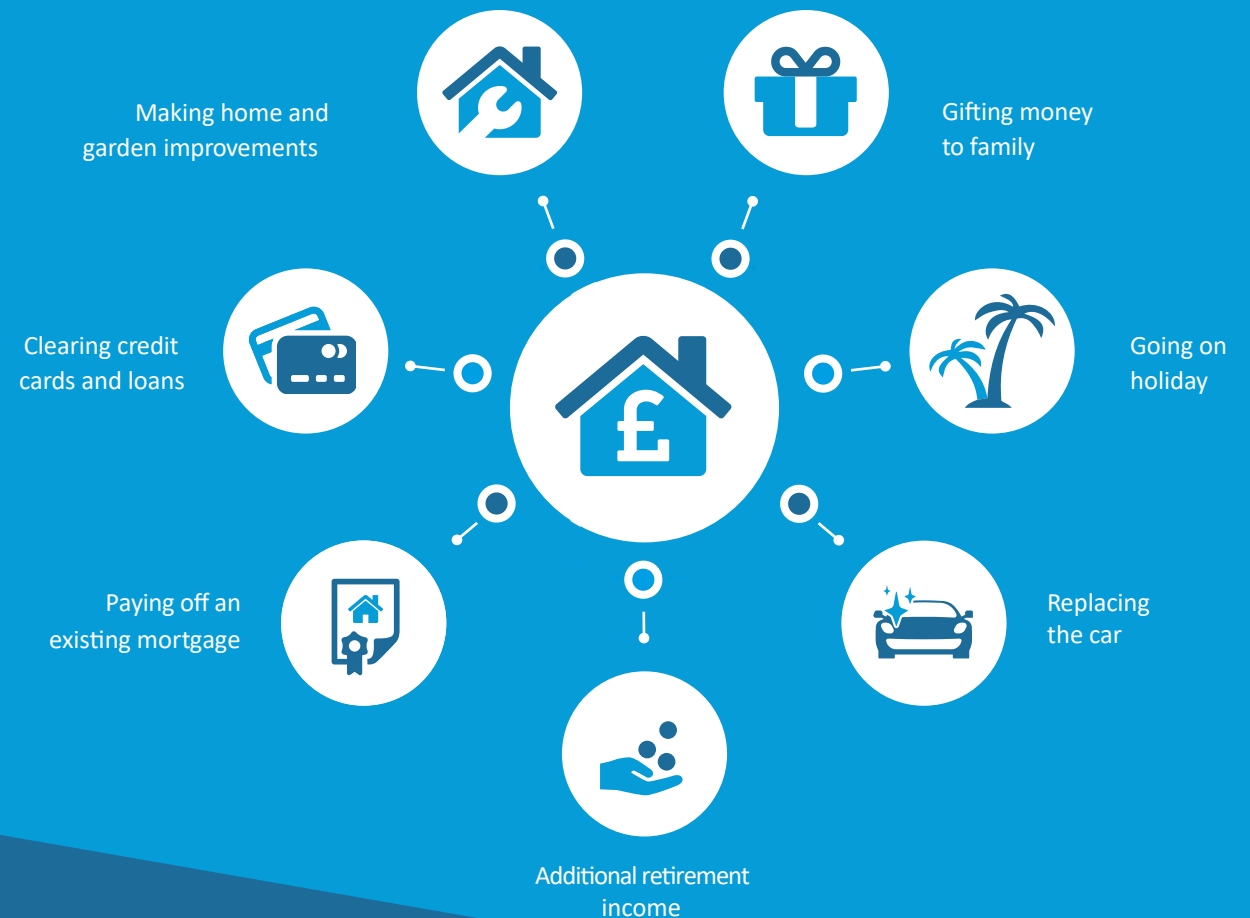 Making home and
garden improvements
Gifting money
to family
Clearing credit
cards and loans
£
Going on
holiday
Paying off an
existing mortgage
Replacing
the car
Additional retirement
income